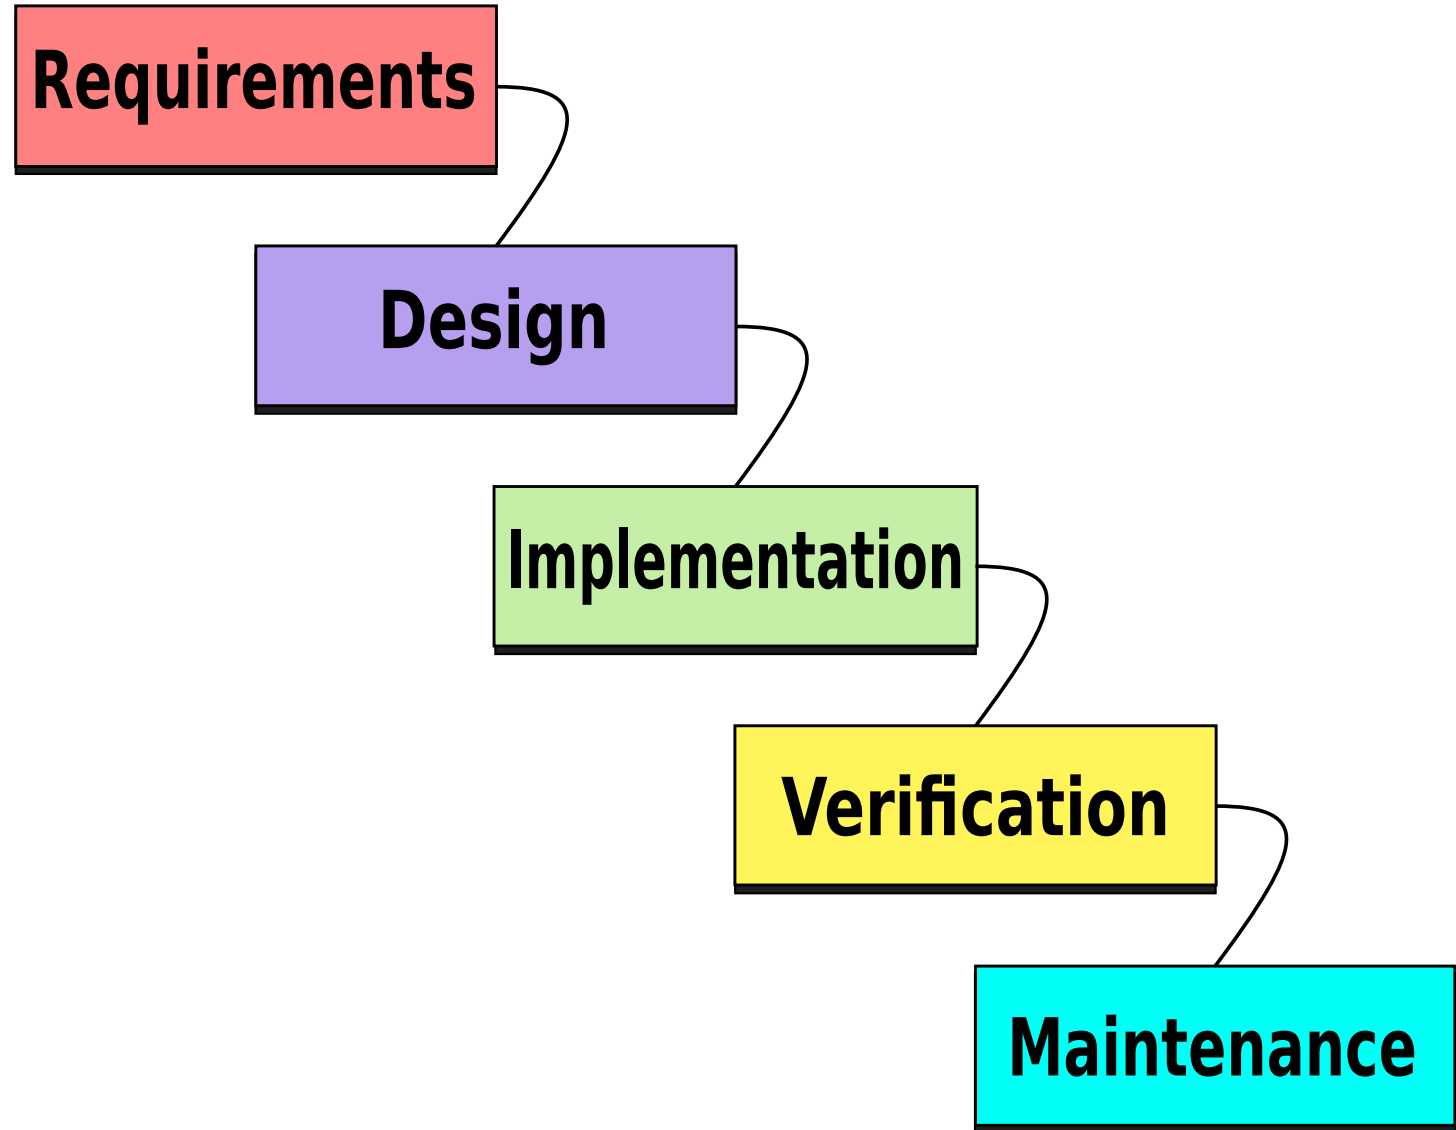 Requirements
Design
Implementation
Verification
Maintenance